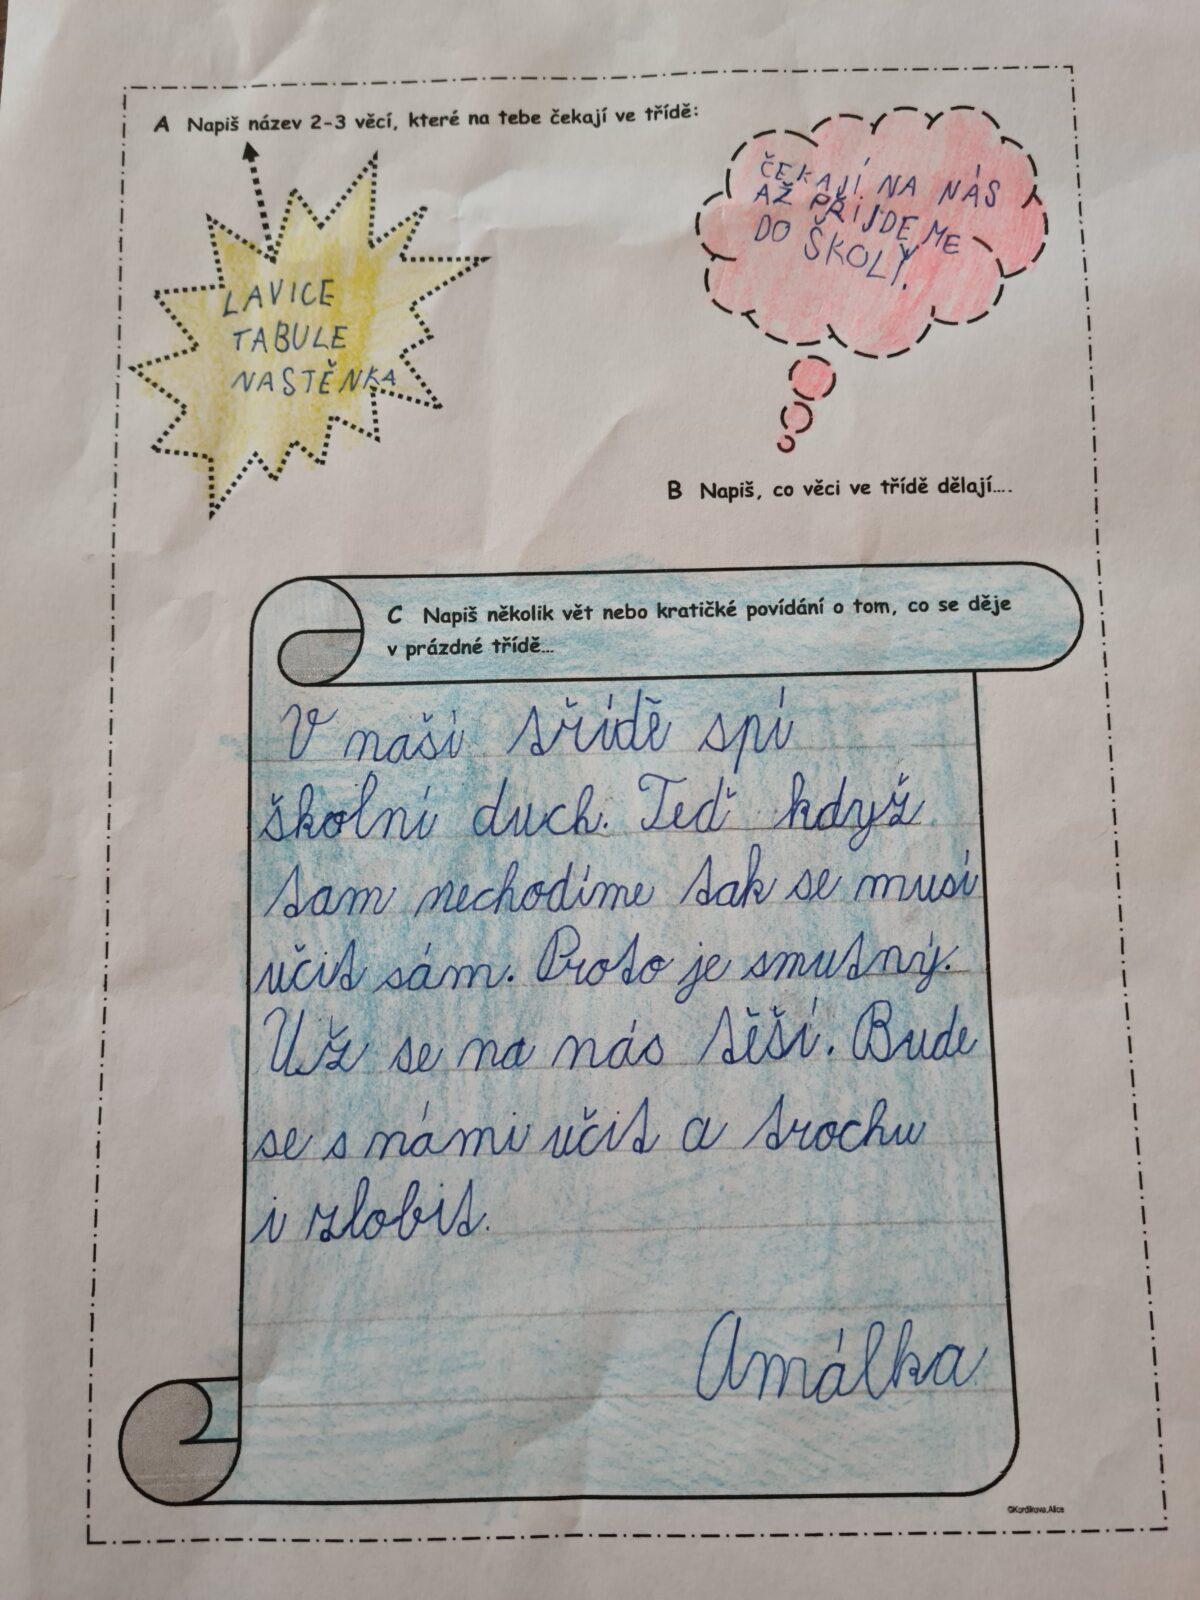 A Napiš název 2-3 věcí, které na tebe čekají ve třídě:
LAVICE
TABULE
NASTĚNKA
ČEKAJÍ NA NÁS
AŽ PŘIJDEME
DO ŠKOLY.
B Napiš, co věci ve třídě dělají....
C Napiš několik vět nebo kratičké povídání o tom, co se děje
v prázdné třídě...
V naší třídě spí
školní duch. Teď když
tam nechodíme tak se musí
učit sám. Proto je smutný.
Už se na nás těší. Bude
se s námi učit a trochu
i zlobit.
Amálka
©Kordikova.Alice